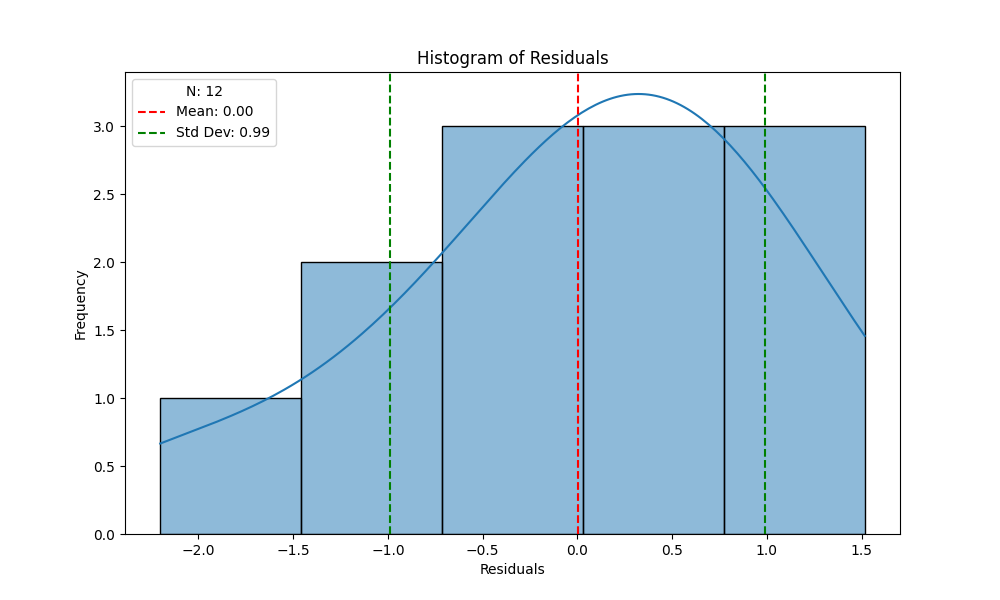 Histogram of Residuals
N: 12
Mean: 0.00
Std Dev: 0.99
Frequency
3.0
2.5
2.0
1.5
1.0
0.5
0.0
−2.0 −1.5 −1.0 −0.5 0.0 0.5 1.0 1.5
Residuals